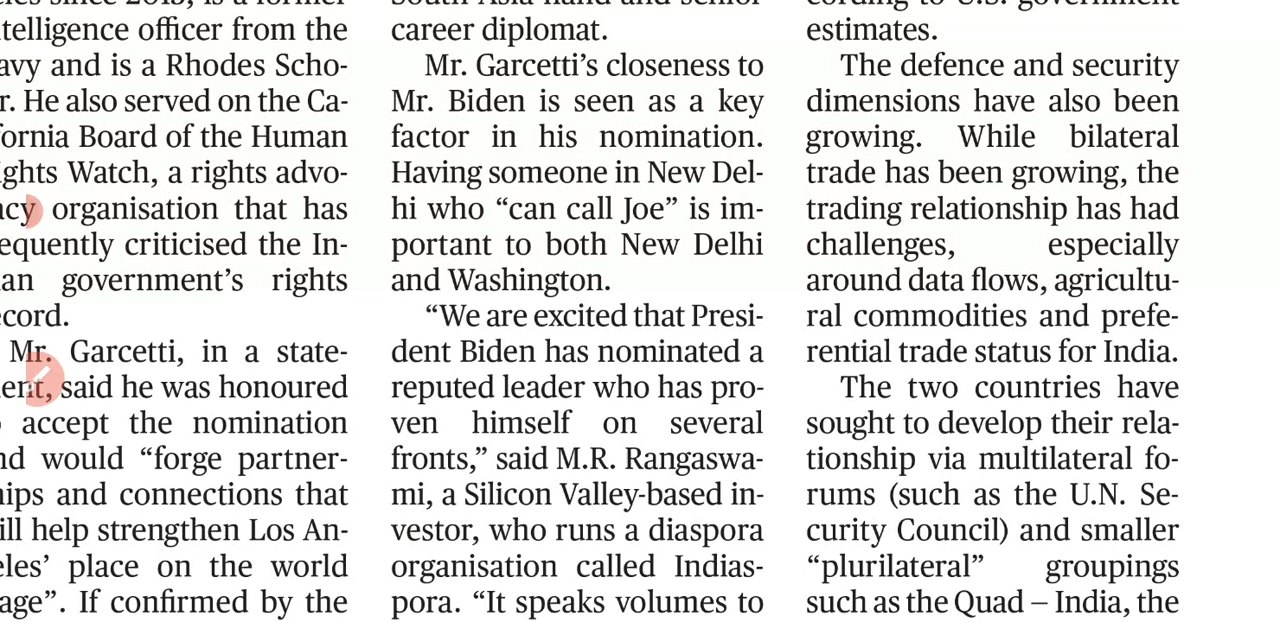 telligence officer from the
avy and is a Rhodes Scho-
r. He also served on the Ca-
fornia Board of the Human
ghts Watch, a rights advo-
acy organisation that has
equently criticised the In-
an government's rights
ecord.
Mr. Garcetti, in a state-
ent, said he was honoured
accept the nomination
nd would “forge partner-
hips and connections that
ill help strengthen Los An-
eles’ place on the world
age”. If confirmed by the
career diplomat.
Mr. Garcetti’s closeness to
Mr. Biden is seen as a key
factor in his nomination.
Having someone in New Del-
hi who “can call Joe” is im-
portant to both New Delhi
and Washington.
“We are excited that Presi-
dent Biden has nominated a
reputed leader who has pro-
ven himself on several
fronts,” said M.R. Rangaswa-
mi, a Silicon Valley-based in-
vestor, who runs a diaspora
organisation called Indias-
pora. “It speaks volumes to
cording to U.S. government
estimates.
The defence and security
dimensions have also been
growing. While bilateral
trade has been growing, the
trading relationship has had
challenges, especially
around data flows, agricultu-
ral commodities and prefe-
rential trade status for India.
The two countries have
sought to develop their rela-
tionship via multilateral fo-
rums (such as the U.N. Se-
curity Council) and smaller
“plurilateral” groupings
such as the Quad – India, the